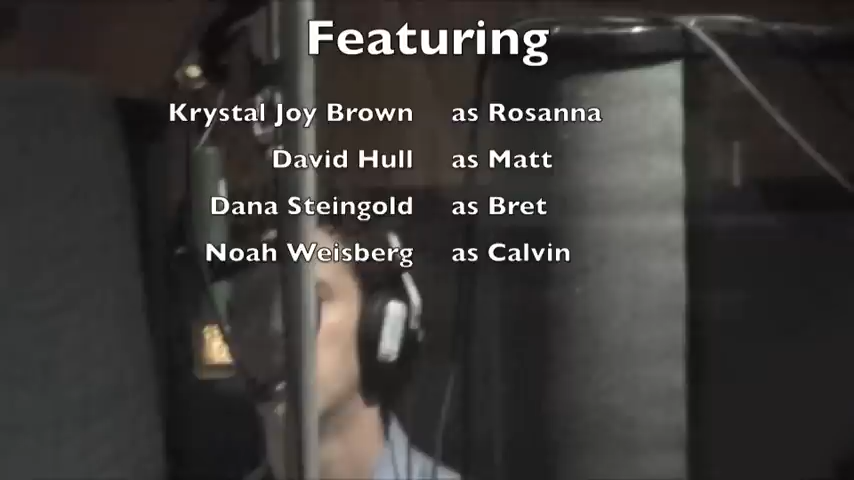 Featuring
Krystal Joy Brown as Rosanna
David Hull as Matt
Dana Steingold as Bret
Noah Weisberg as Calvin